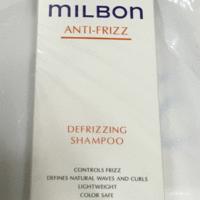 MILBON
ANTI-FRIZZ
DEFRIZZING
SHAMPOO
CONTROLS FRIZZ
DEFINES NATURAL WAVES AND CURLS
LIGHTWEIGHT
COLOR SAFE